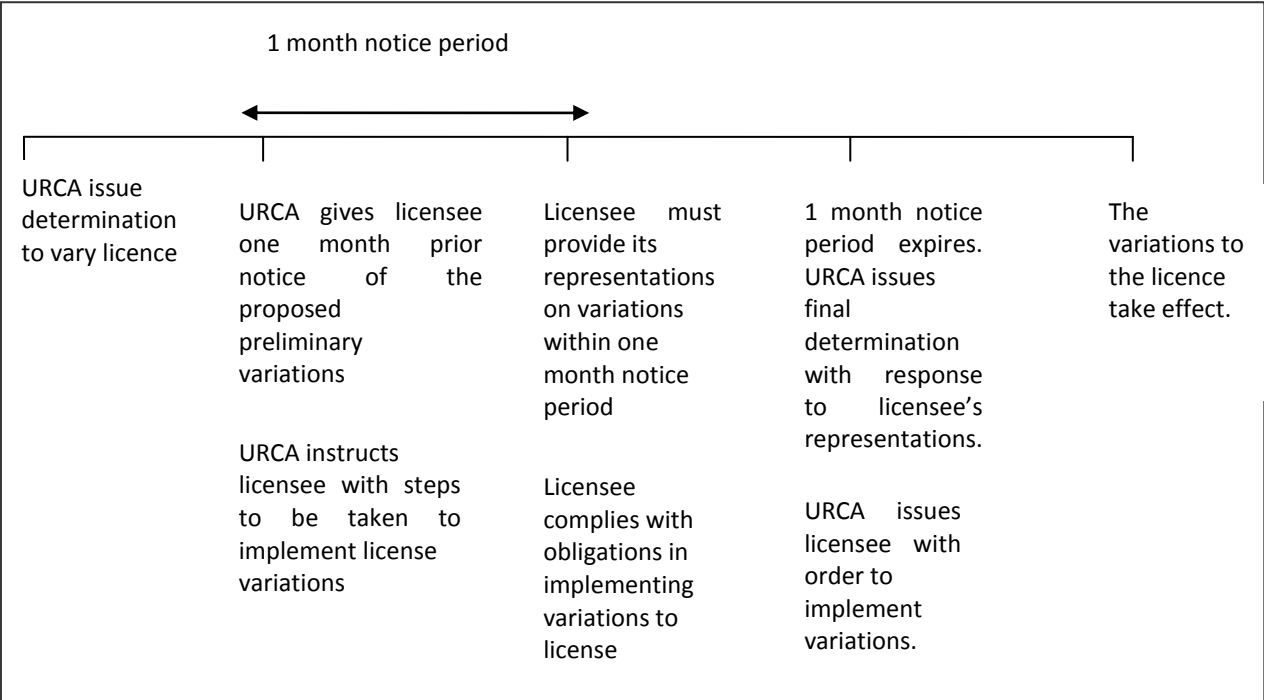 1 month notice period
URCA issue
determination
to vary licence
URCA gives licensee
one month prior
notice of the
proposed
preliminary
variations
URCA instructs
licensee with steps
to be taken to
implement license
variations
Licensee must
provide its
representations
on variations
within one
month notice
period
Licensee
complies with
obligations in
implementing
variations to
license
1 month notice
period expires.
URCA issues
final
determination
with response
to licensee’s
representations.
URCA issues
licensee with
order to
implement
variations.
The
variations to
the licence
take effect.